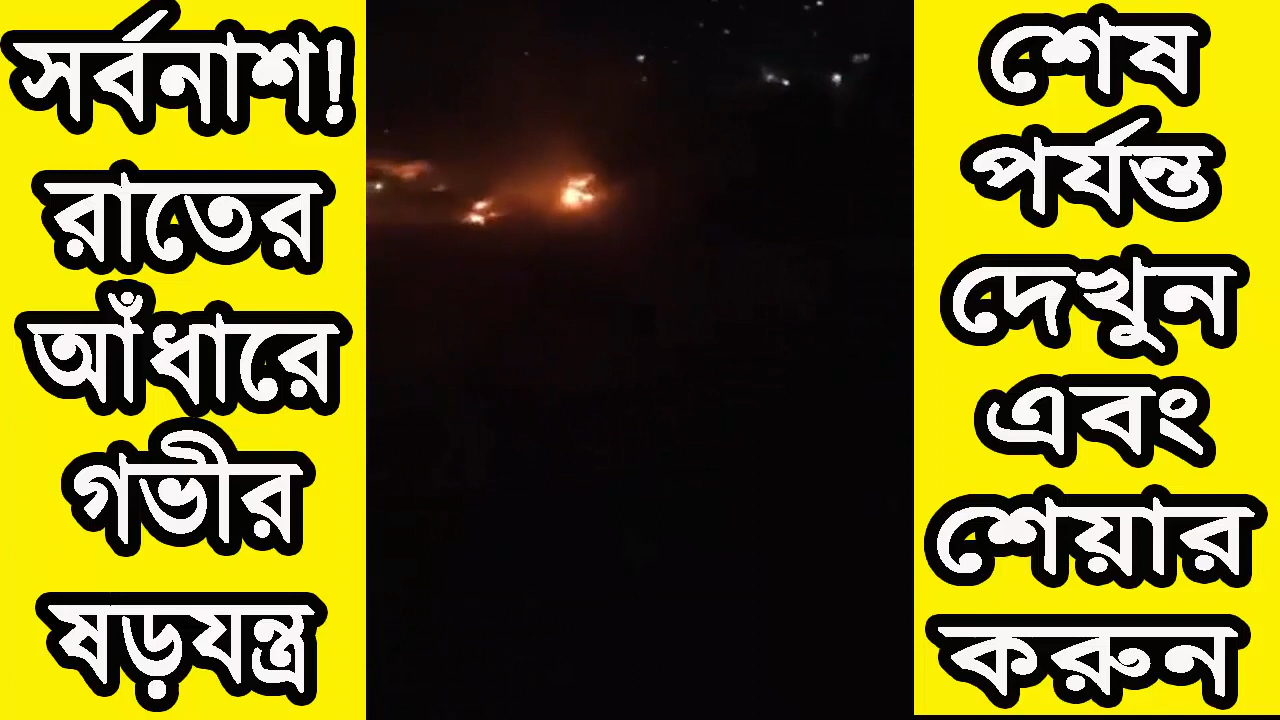 সর্বনাশ!
রাতের
আঁধারে
গভীর
ষড়যন্ত্র
শেষ
পর্যন্ত
দেখুন
এবং
শেয়ার
করুন